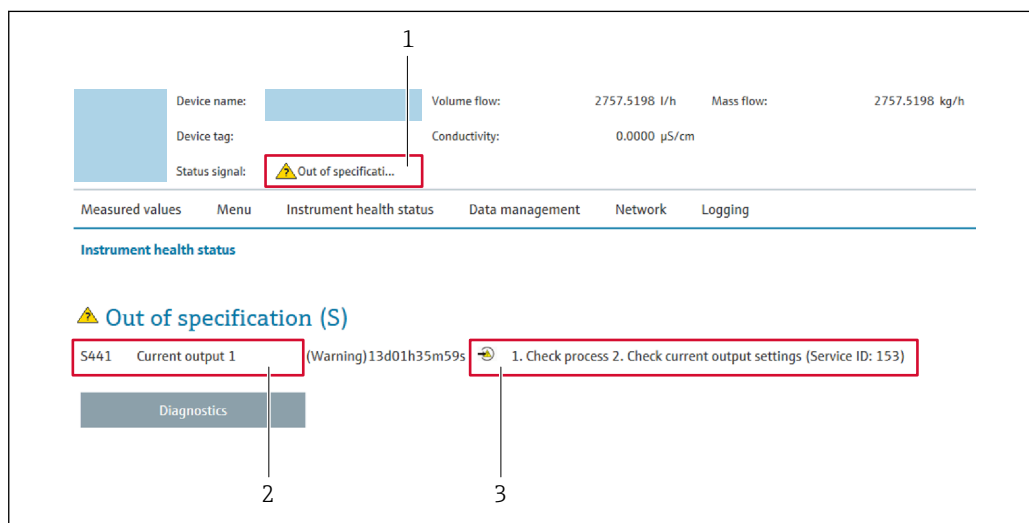 1
Device name: Volume flow: 2757.5198 l/h Mass flow: 2757.5198 kg/h
Device tag: Conductivity: 0.0000 µS/cm
Status signal: Out of specificati...
Measured values Menu Instrument health status Data management Network Logging
Instrument health status
Out of specification (S)
S441 Current output 1 (Warning)13d01h35m59s 1. Check process 2. Check current output settings (Service ID: 153)
Diagnostics
2 3